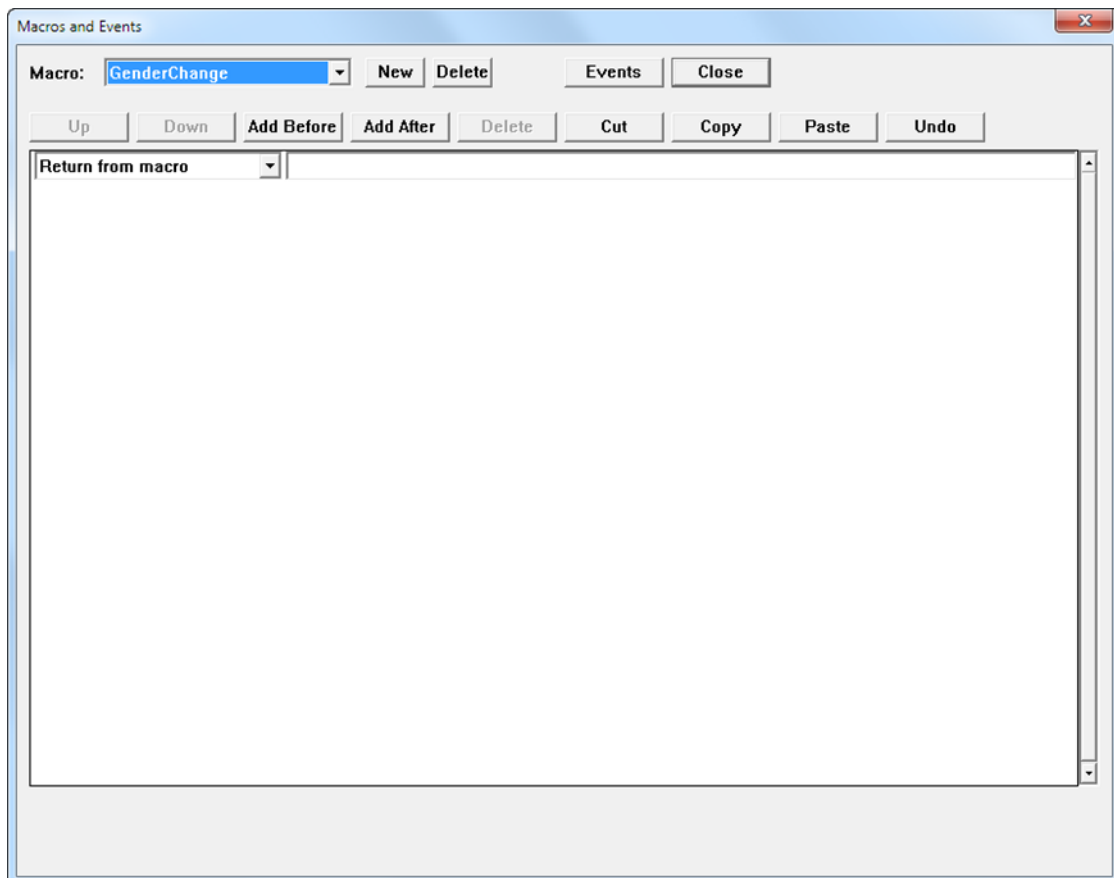 Macros and Events
Macro: GenderChange New Delete Events Close
Up Down Add Before Add After Delete Cut Copy Paste Undo
Return from macro